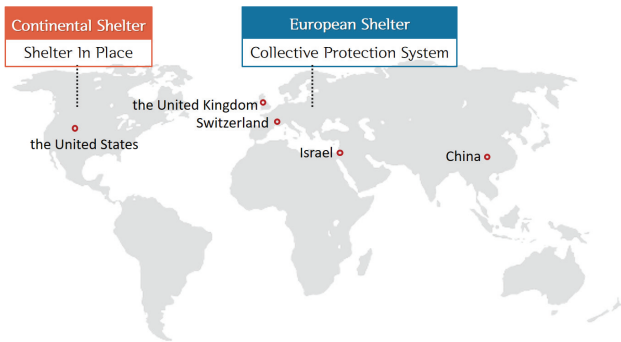 Continental Shelter
Shelter In Place
European Shelter
Collective Protection System
the United Kingdom
Switzerland
the United States
Israel
China